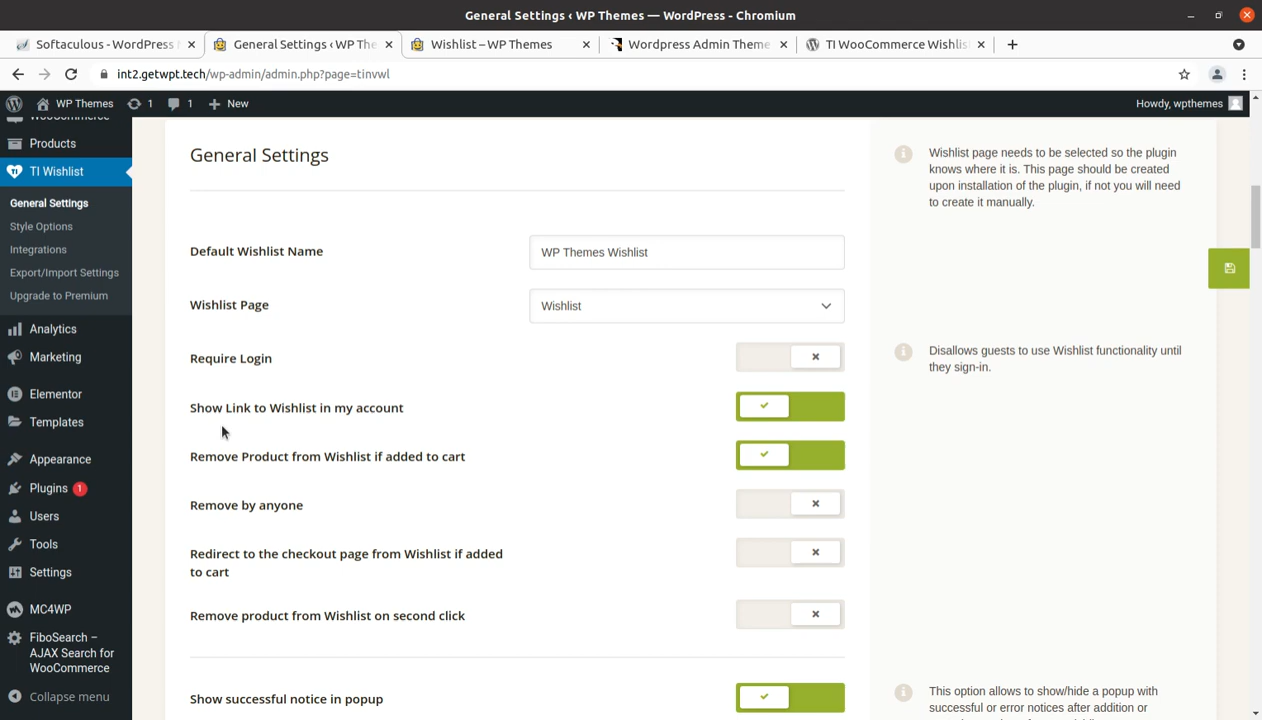 General Settings ‹ WP Themes — WordPress - Chromium
Softaculous - WordPress
General Settings ‹ WP The
Wishlist – WP Themes
Wordpress Admin Theme
TI WooCommerce Wishlis
int2.getwpt.tech/wp-admin/admin.php?page=tinvwl
WP Themes
1
1
New
Howdy, wpthemes
WooCommerce
Products
TI Wishlist
General Settings
Style Options
Integrations
Export/Import Settings
Upgrade to Premium
Analytics
Marketing
Elementor
Templates
Appearance
Plugins 1
Users
Tools
Settings
MC4WP
FiboSearch –
AJAX Search for
WooCommerce
Collapse menu
General Settings
Default Wishlist Name
WP Themes Wishlist
Wishlist Page
Wishlist
Require Login
Show Link to Wishlist in my account
Remove Product from Wishlist if added to cart
Remove by anyone
Redirect to the checkout page from Wishlist if added
to cart
Remove product from Wishlist on second click
Show successful notice in popup
Wishlist page needs to be selected so the plugin
knows where it is. This page should be created
upon installation of the plugin, if not you will need
to create it manually.
Disallows guests to use Wishlist functionality until
they sign-in.
This option allows to show/hide a popup with
successful or error notices after addition or